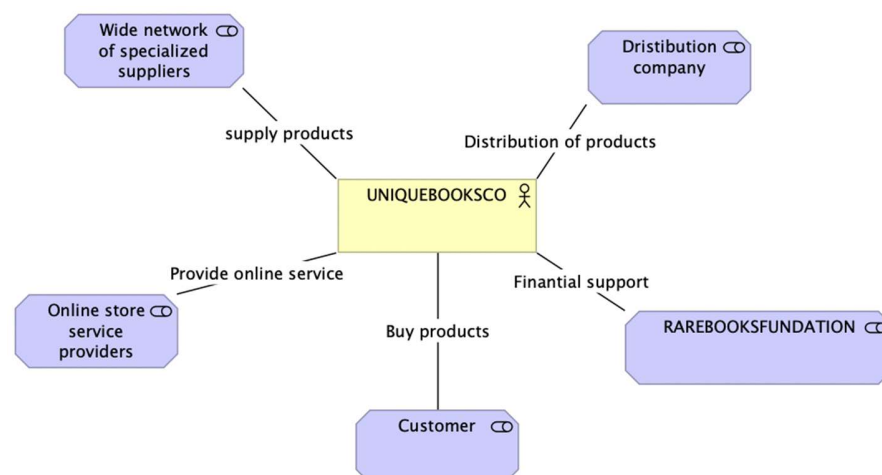 Wide network
of specialized
suppliers
Dristibution
company
supply products
Distribution of products
UNIQUEBOOKSCO
Provide online service
Finantial support
Online store
service
providers
Buy products
RAREBOOKSFUNDATION
Customer